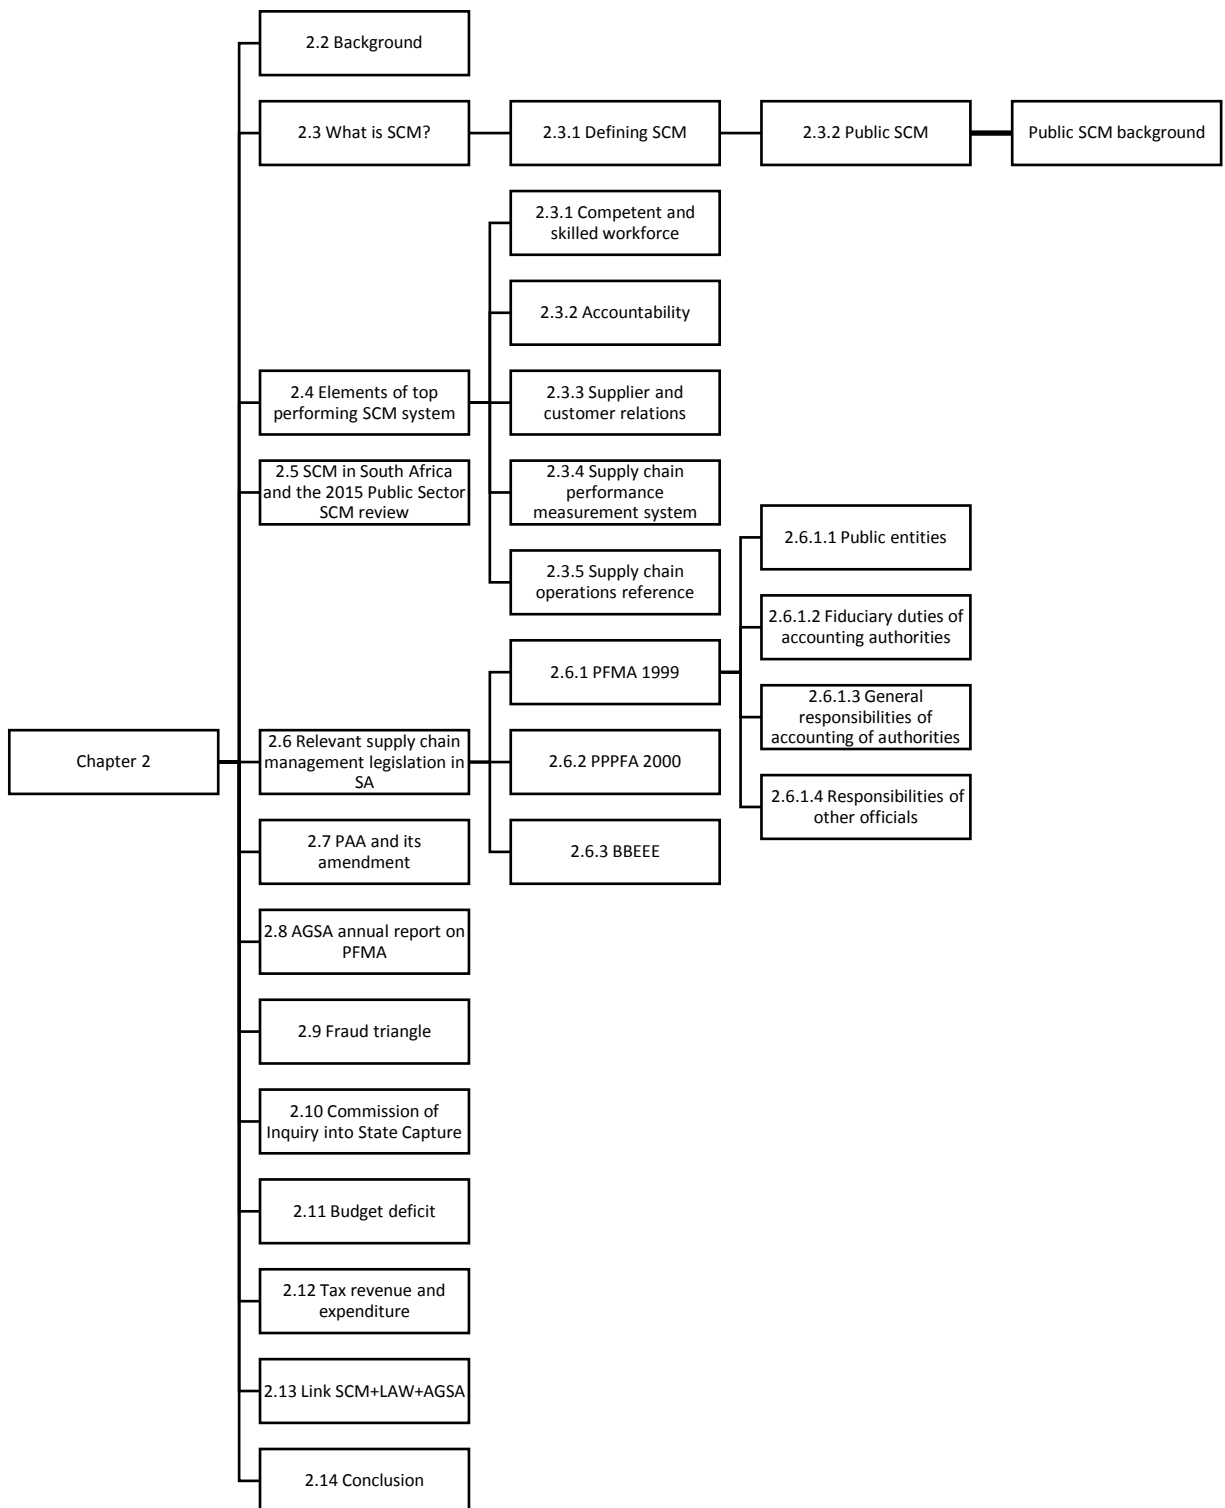 2.2 Background
2.3 What is SCM?
2.3.1 Defining SCM
2.3.2 Public SCM
Public SCM background
2.3.1 Competent and
skilled workforce
2.3.2 Accountability
2.4 Elements of top
performing SCM system
2.3.3 Supplier and
customer relations
2.5 SCM in South Africa
and the 2015 Public Sector
SCM review
2.3.4 Supply chain
performance
measurement system
2.3.5 Supply chain
operations reference
2.6.1.1 Public entities
2.6.1.2 Fiduciary duties of
accounting authorities
2.6.1 PFMA 1999
2.6.1.3 General
responsibilities of
accounting of authorities
Chapter 2
2.6 Relevant supply chain
management legislation in
SA
2.6.2 PPPFA 2000
2.6.1.4 Responsibilities of
other officials
2.7 PAA and its
amendment
2.6.3 BBEEE
2.8 AGSA annual report on
PFMA
2.9 Fraud triangle
2.10 Commission of
Inquiry into State Capture
2.11 Budget deficit
2.12 Tax revenue and
expenditure
2.13 Link SCM+LAW+AGSA
2.14 Conclusion